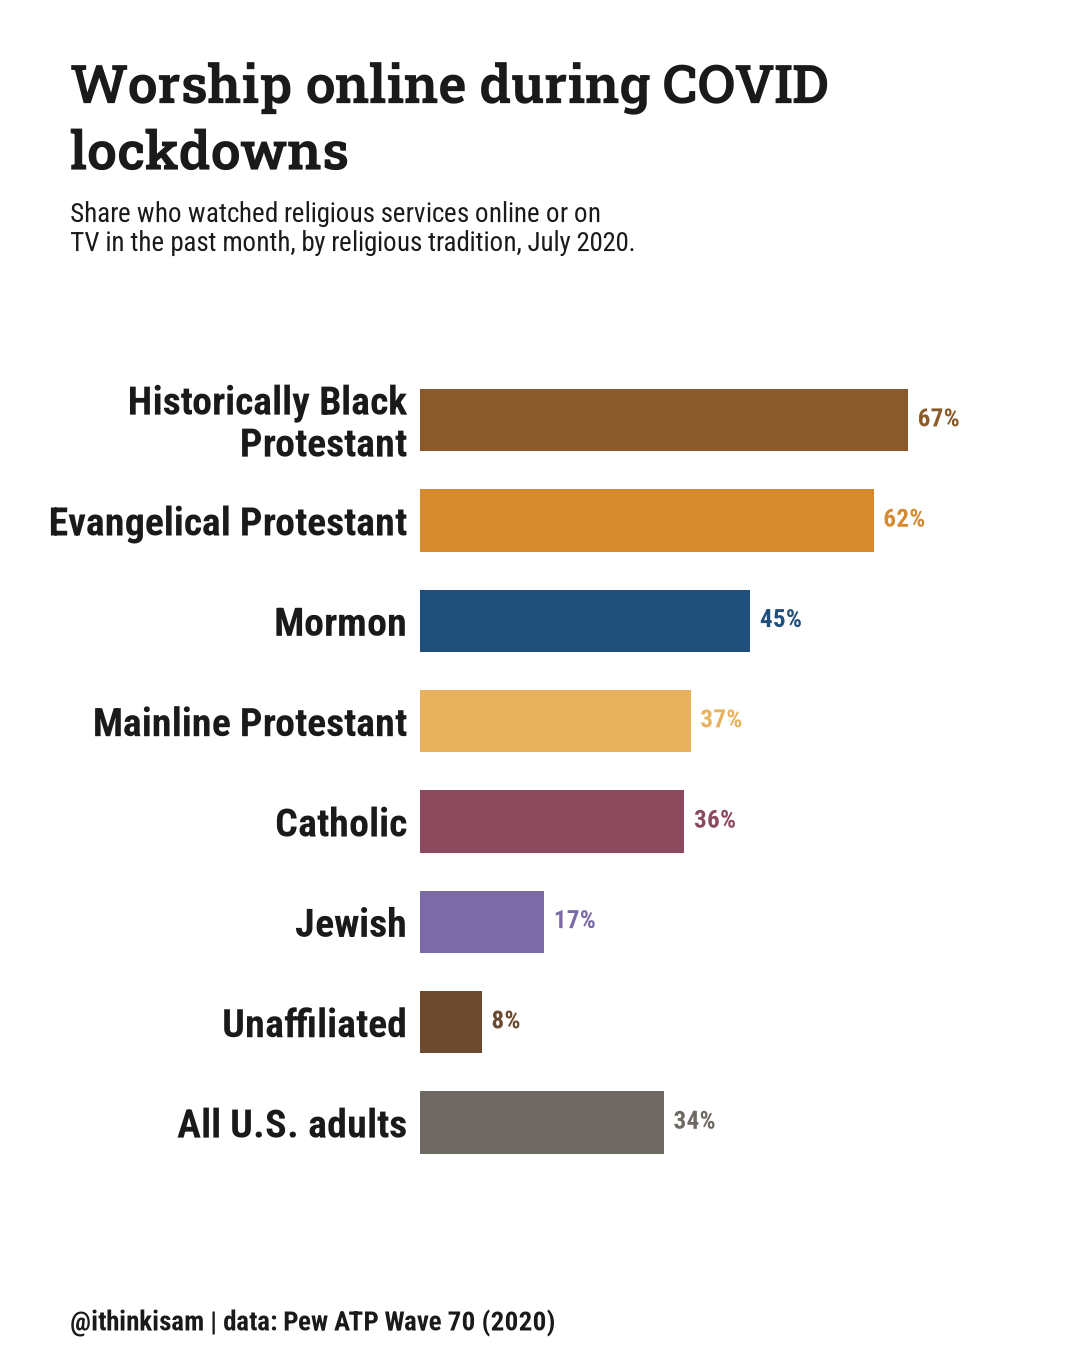 Worship online during COVID
lockdowns
Share who watched religious services online or on
TV in the past month, by religious tradition, July 2020.
Historically Black
Protestant
67%
Evangelical Protestant
62%
Mormon
45%
Mainline Protestant
37%
Catholic
36%
Jewish
17%
Unaffiliated
8%
All U.S. adults
34%
@ithinkisam | data: Pew ATP Wave 70 (2020)